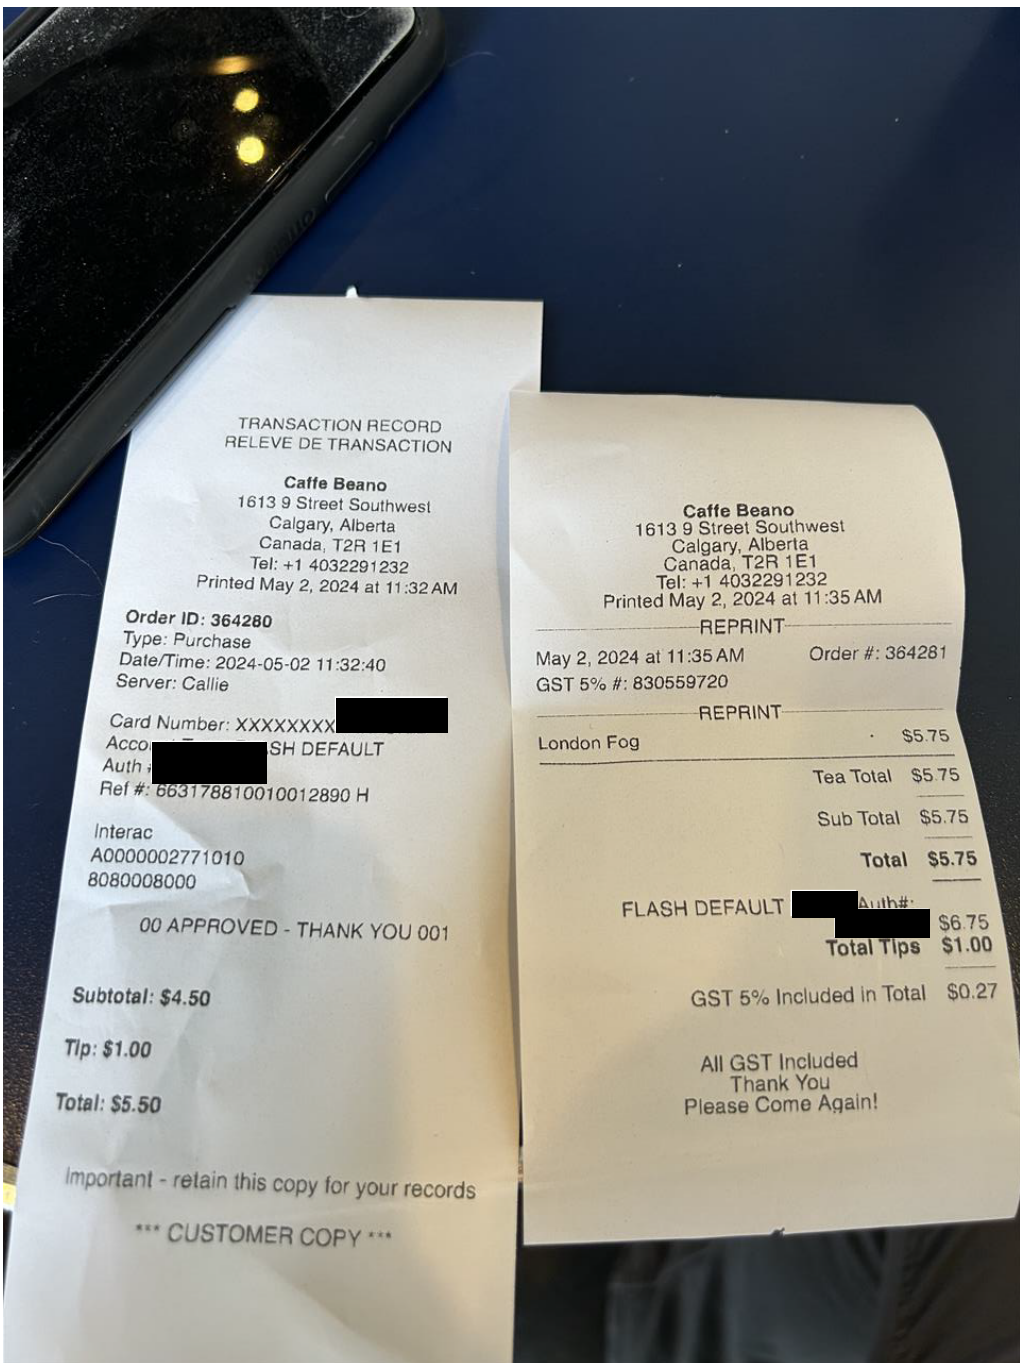 TRANSACTION RECORD
RELEVE DE TRANSACTION
Caffe Beano
1613 9 Street Southwest
Calgary, Alberta
Canada, T2R 1E1
Tel: +1 4032291232
Printed May 2, 2024 at 11:32 AM
Order ID: 364280
Type: Purchase
Date/Time: 2024-05-02 11:32:40
Server: Callie
Card Number: XXXXXXXX
SH DEFAULT
Auth
Ref #: 663178810010012890 H
Interac
A0000002771010
8080008000
00 APPROVED - THANK YOU 001
Subtotal: $4.50
Tip: $1.00
Total: $5.50
Important - retain this copy for your records
*** CUSTOMER COPY ***
Caffe Beano
1613 9 Street Southwest
Calgary, Alberta
Canada, T2R 1E1
Tel: +1 4032291232
Printed May 2, 2024 at 11:35 AM
REPRINT
May 2, 2024 at 11:35 AM Order #: 364281
GST 5% #: 830559720
REPRINT
London Fog $5.75
Tea Total $5.75
Sub Total $5.75
Total $5.75
FLASH DEFAULT Auth#:
$6.75
Total Tips $1.00
GST 5% Included in Total $0.27
All GST Included
Thank You
Please Come Again!